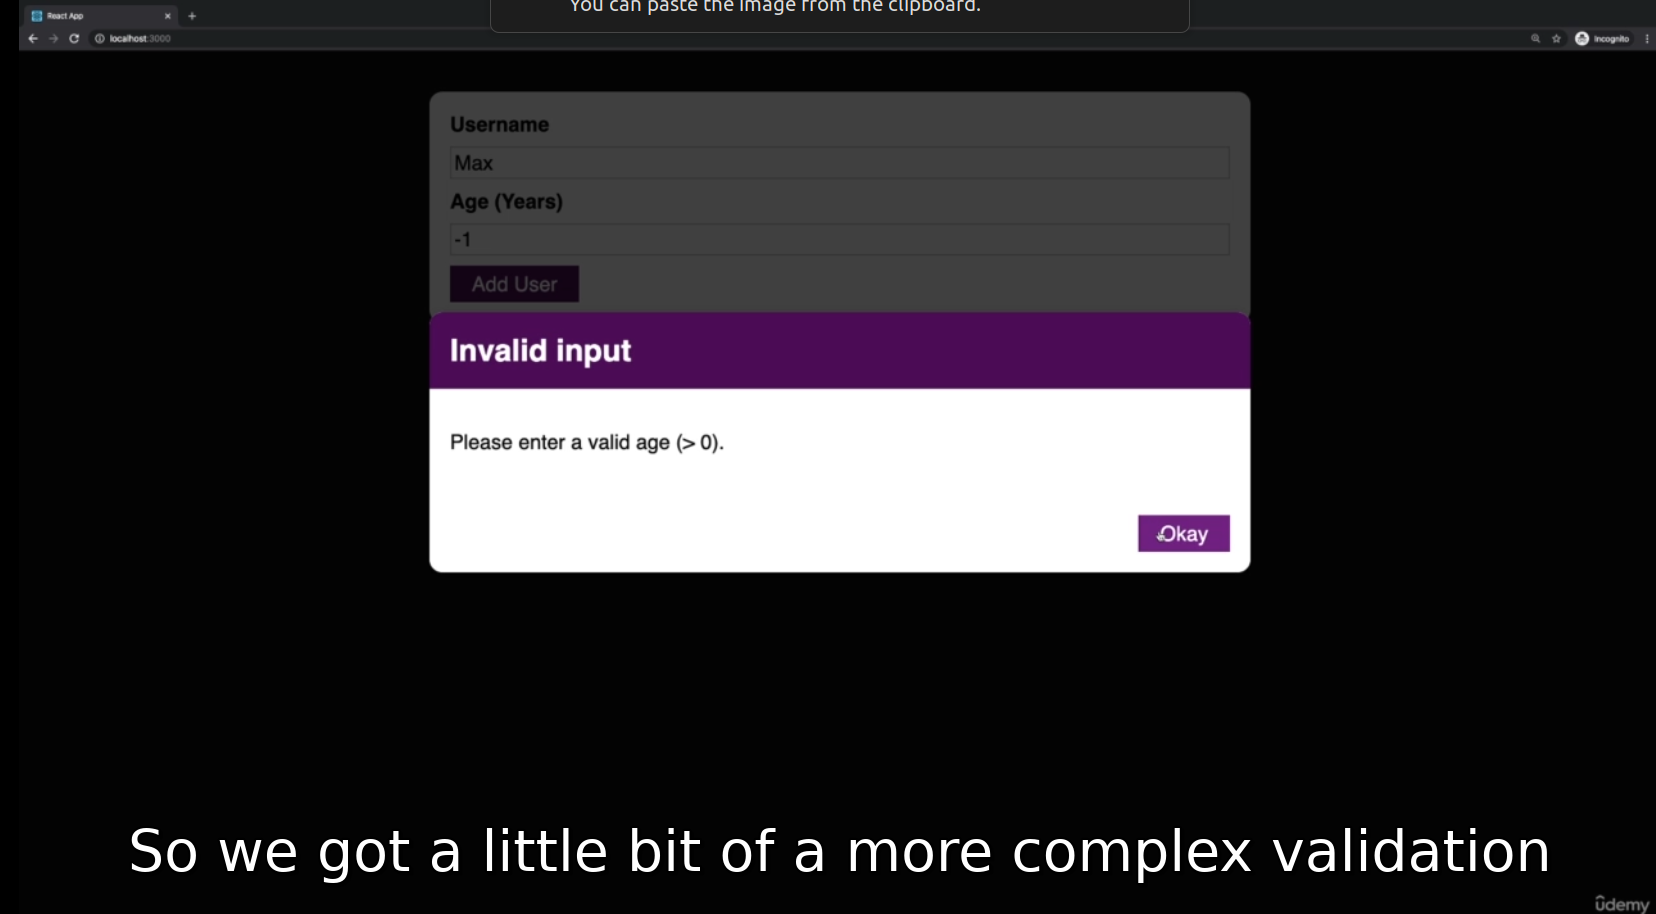 You can paste the image from the clipboard.
React App
localhost:3000
Incognito
Username
Max
Age (Years)
-1
Add User
Invalid input
Please enter a valid age (> 0).
Okay
So we got a little bit of a more complex validation
ûdemy